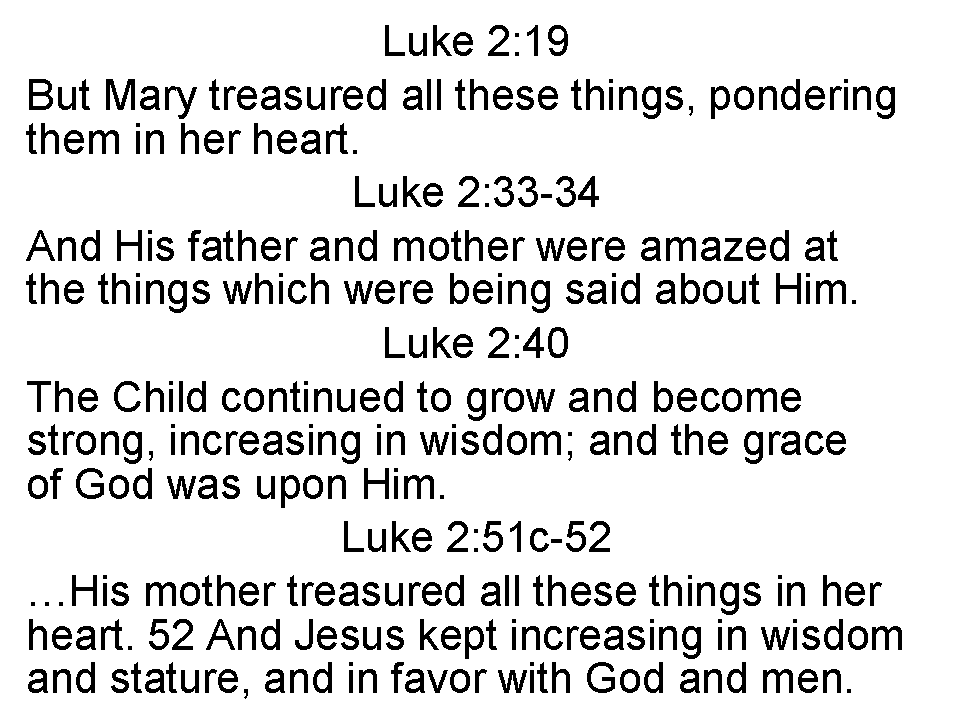 Luke 2:19
But Mary treasured all these things, pondering
them in her heart.
Luke 2:33-34
And His father and mother were amazed at
the things which were being said about Him.
Luke 2:40
The Child continued to grow and become
strong, increasing in wisdom; and the grace
of God was upon Him.
Luke 2:51c-52
…His mother treasured all these things in her
heart. 52 And Jesus kept increasing in wisdom
and stature, and in favor with God and men.